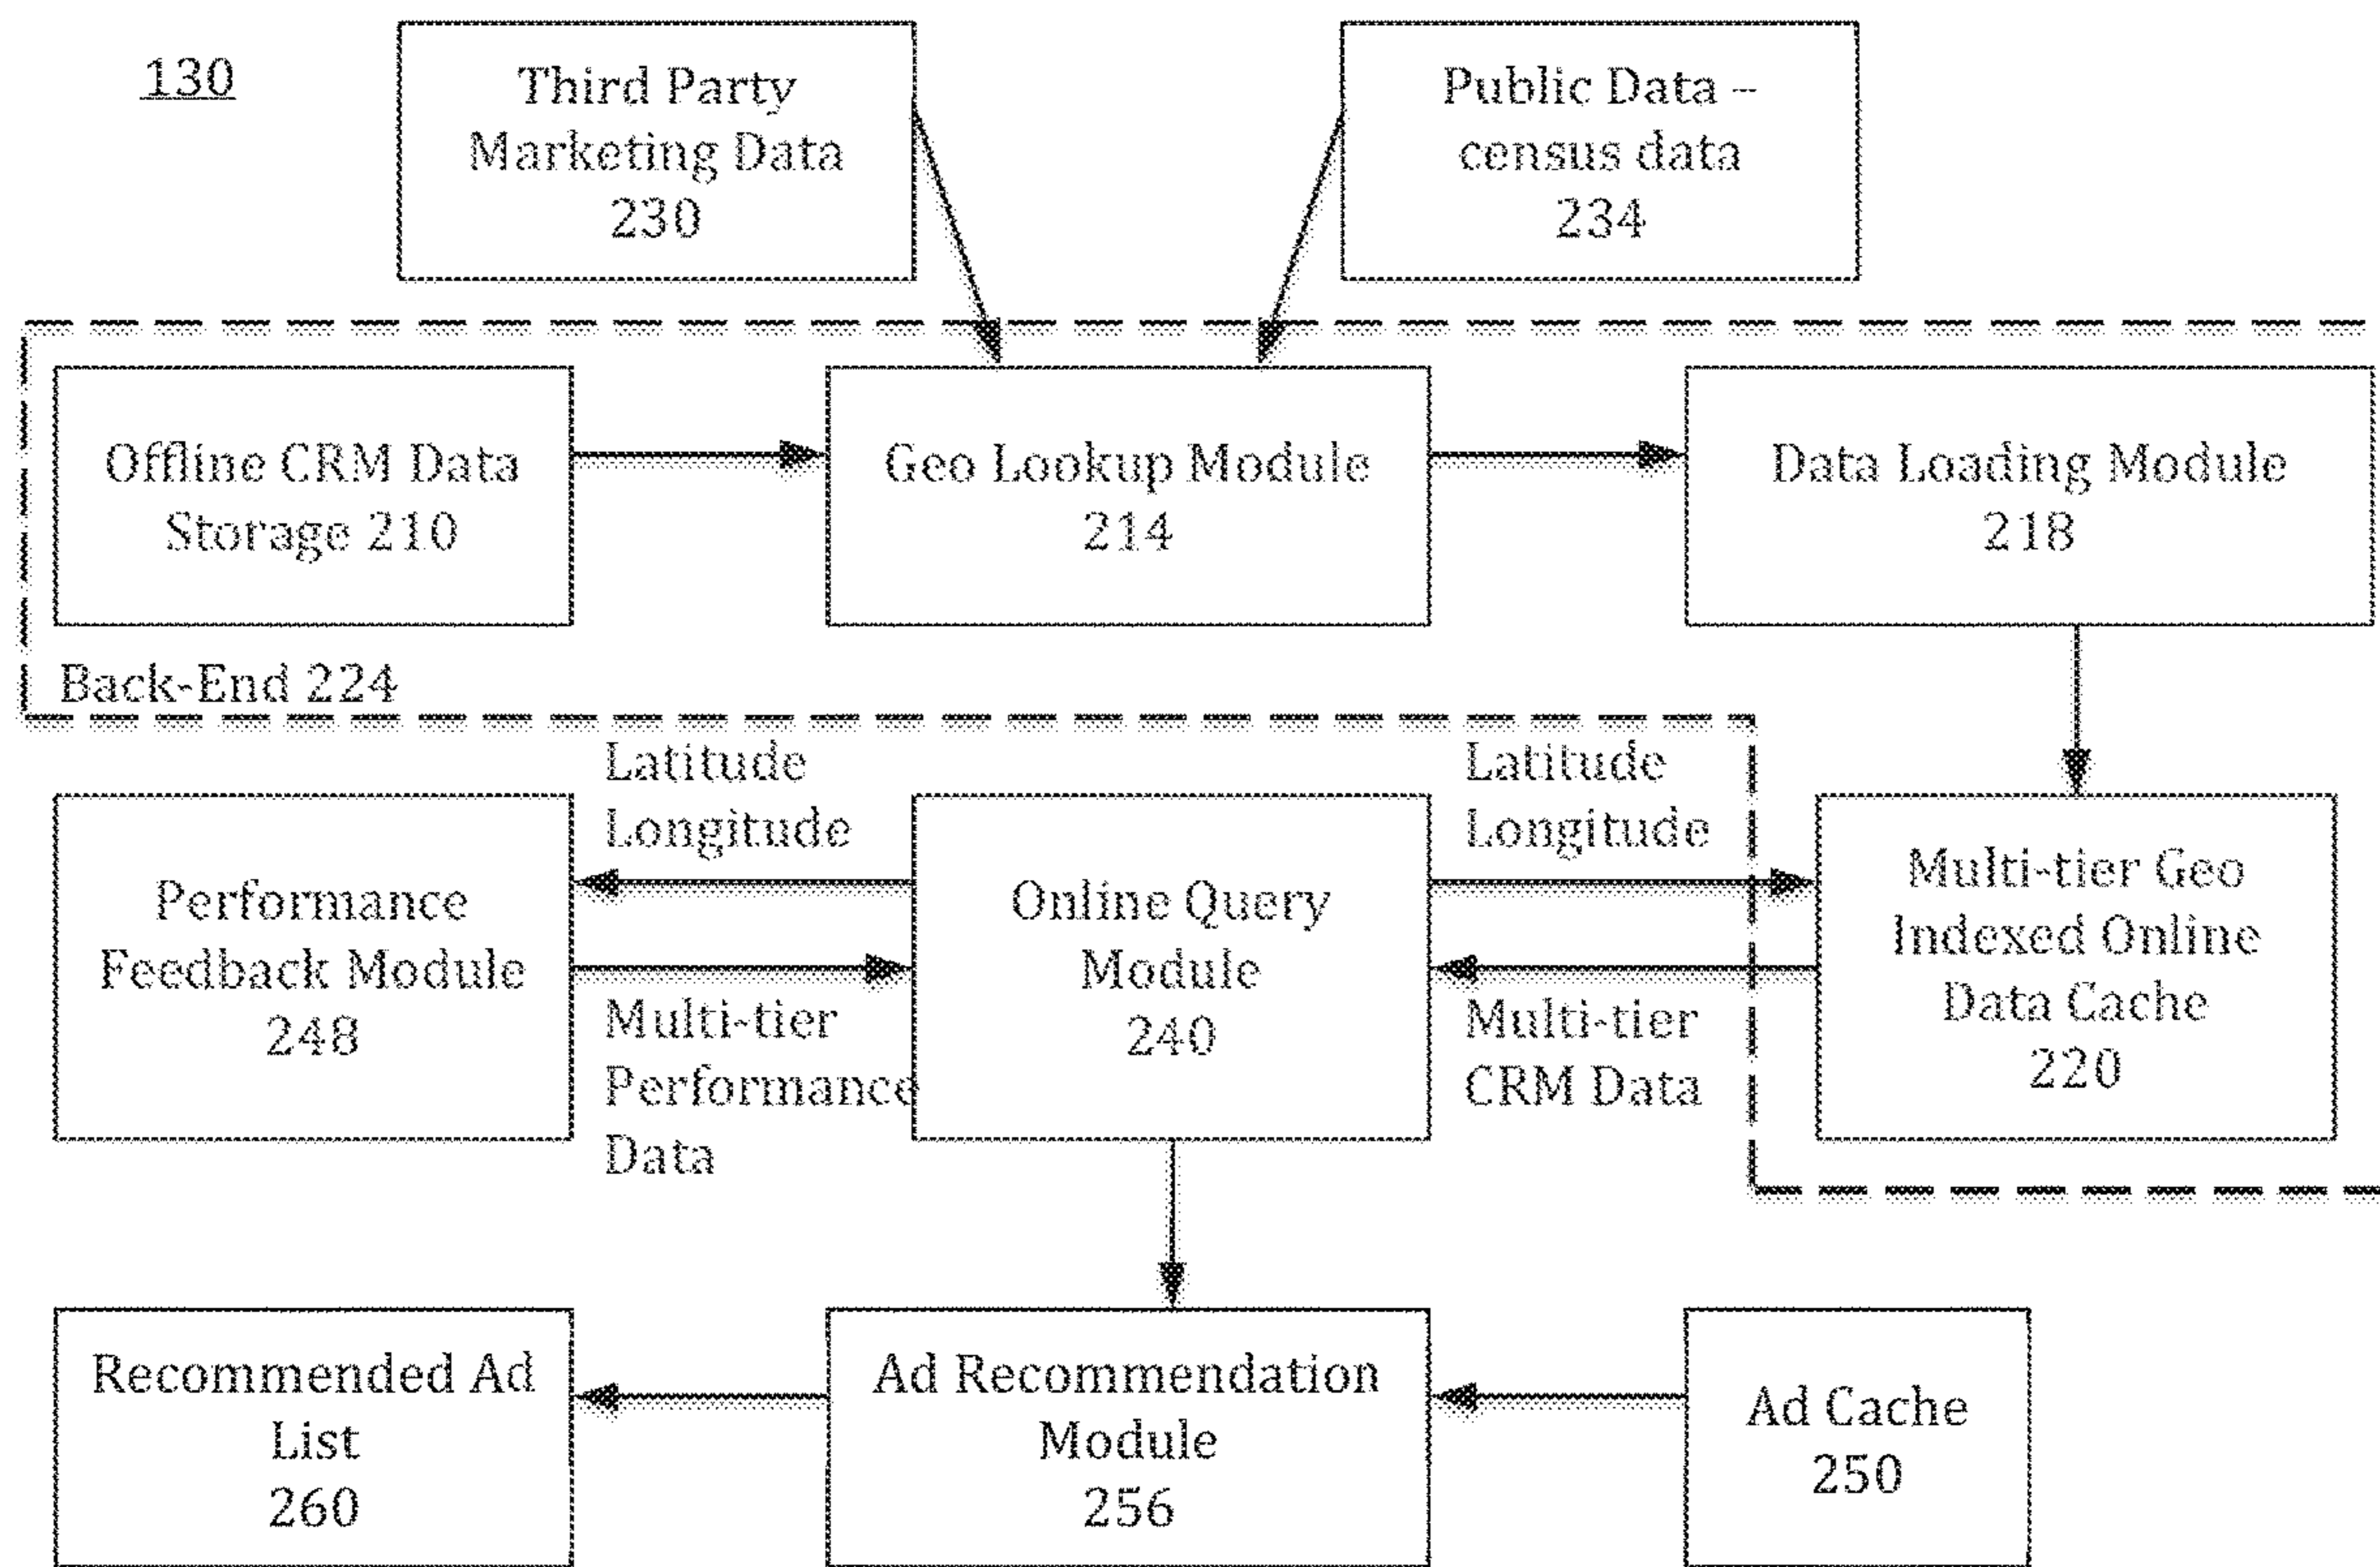 130
Third Party
Marketing Data
230
Public Data –
census data
234
Offline CRM Data
Storage 210
Geo Lookup Module
214
Data Loading Module
218
Back-End 224
Latitude
Longitude
Latitude
Longitude
Performance
Feedback Module
248
Online Query
Module
240
Multi-tier Geo
Indexed Online
Data Cache
220
Multi-tier
Performance
Data
Multi-tier
CRM Data
Recommended Ad
List
260
Ad Recommendation
Module
256
Ad Cache
250